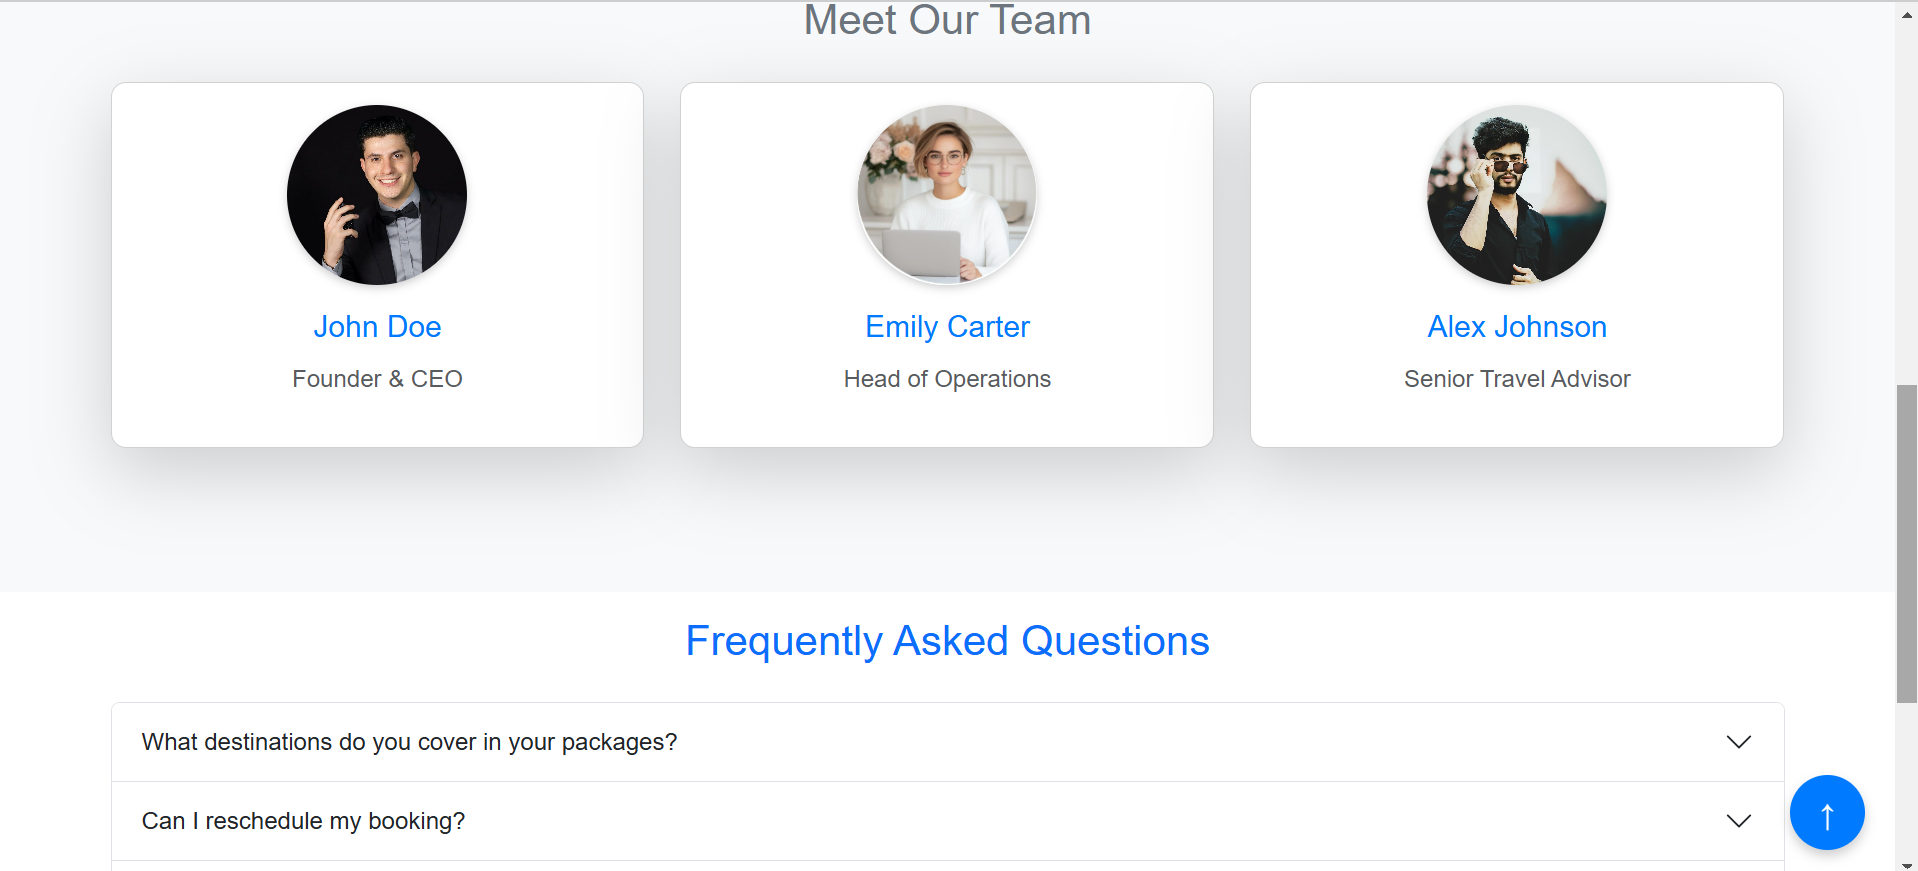 Meet Our Team
John Doe
Founder & CEO
Emily Carter
Head of Operations
Alex Johnson
Senior Travel Advisor
Frequently Asked Questions
What destinations do you cover in your packages?
Can I reschedule my booking?
↑